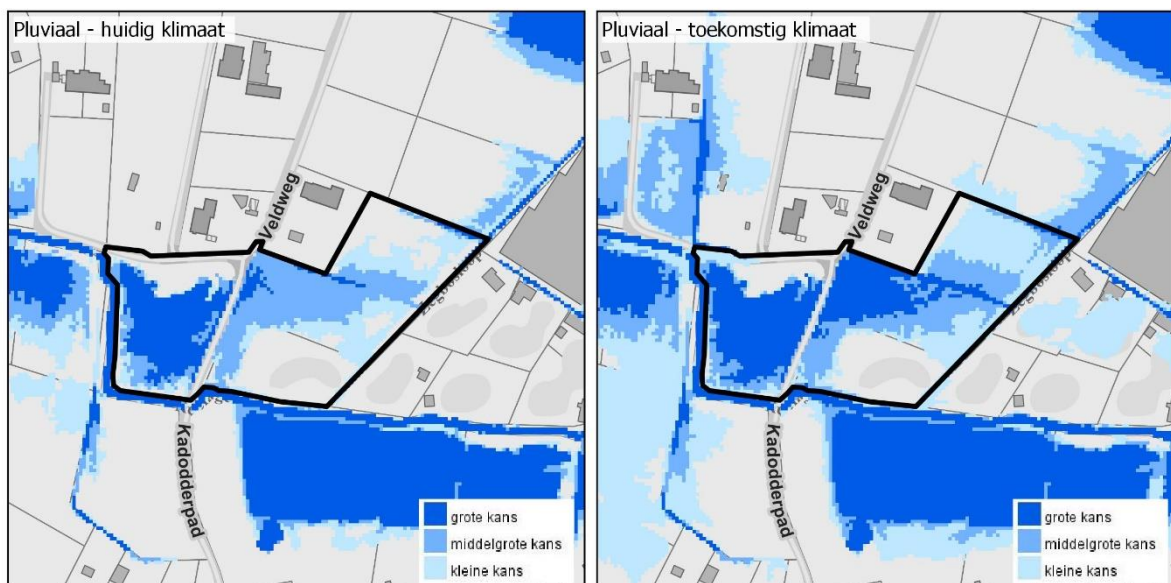 Pluviaal - huidig klimaat
Veldweg
Kadodderpad
grote kans
middelgrote kans
kleine kans
Pluviaal - toekomstig klimaat
Veldweg
Kadodderpad
grote kans
middelgrote kans
kleine kans